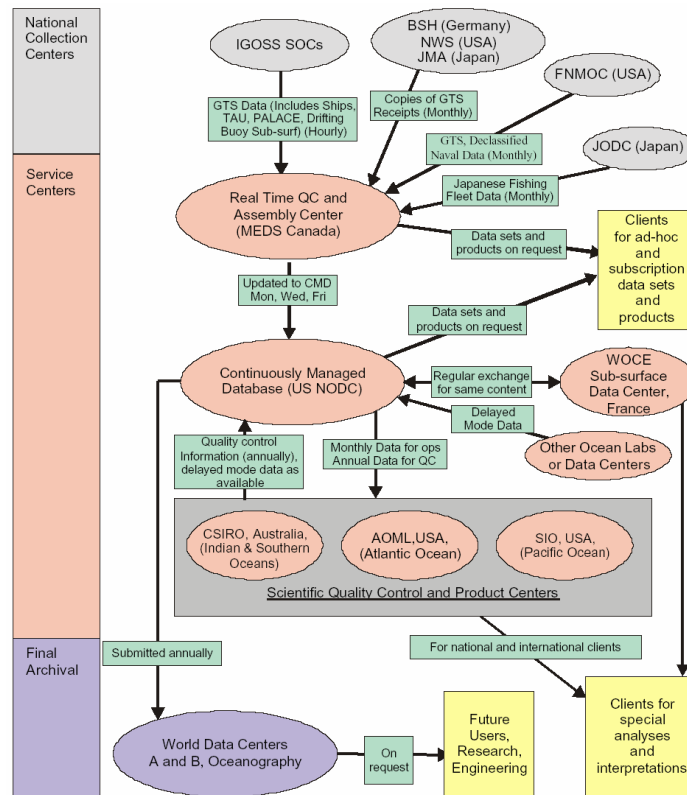 National
Collection
Centers
IGOSS SOCs
BSH (Germany)
NWS (USA)
JMA (Japan)
FNMOC (USA)
JODC (Japan)
GTS Data (Includes Ships,
TAU, PALACE, Drifting
Buoy Sub-surf) (Hourly)
Copies of GTS
Receipts (Monthly)
GTS, Declassified
Naval Data (Monthly)
Japanese Fishing
Fleet Data (Monthly)
Service
Centers
Real Time QC and
Assembly Center
(MEDS Canada)
Data sets and
products on request
Clients
for ad-hoc
and
subscription
data sets
and
products
Updated to CMD
Mon, Wed, Fri
Data sets and
products on request
Continuously Managed
Database (US NODC)
Regular exchange
for same content
WOCE
Sub-surface
Data Center,
France
Delayed
Mode Data
Other Ocean Labs
or Data Centers
Quality control
Information (annually),
delayed mode data as
available
Monthly Data for ops
Annual Data for QC
CSIRO, Australia,
(Indian & Southern
Oceans)
AOML,USA,
(Atlantic Ocean)
SIO, USA,
(Pacific Ocean)
Scientific Quality Control and Product Centers
Final
Archival
Submitted annually
For national and international clients
World Data Centers
A and B, Oceanography
On
request
Future
Users,
Research,
Engineering
Clients for
special
analyses
and
interpretations